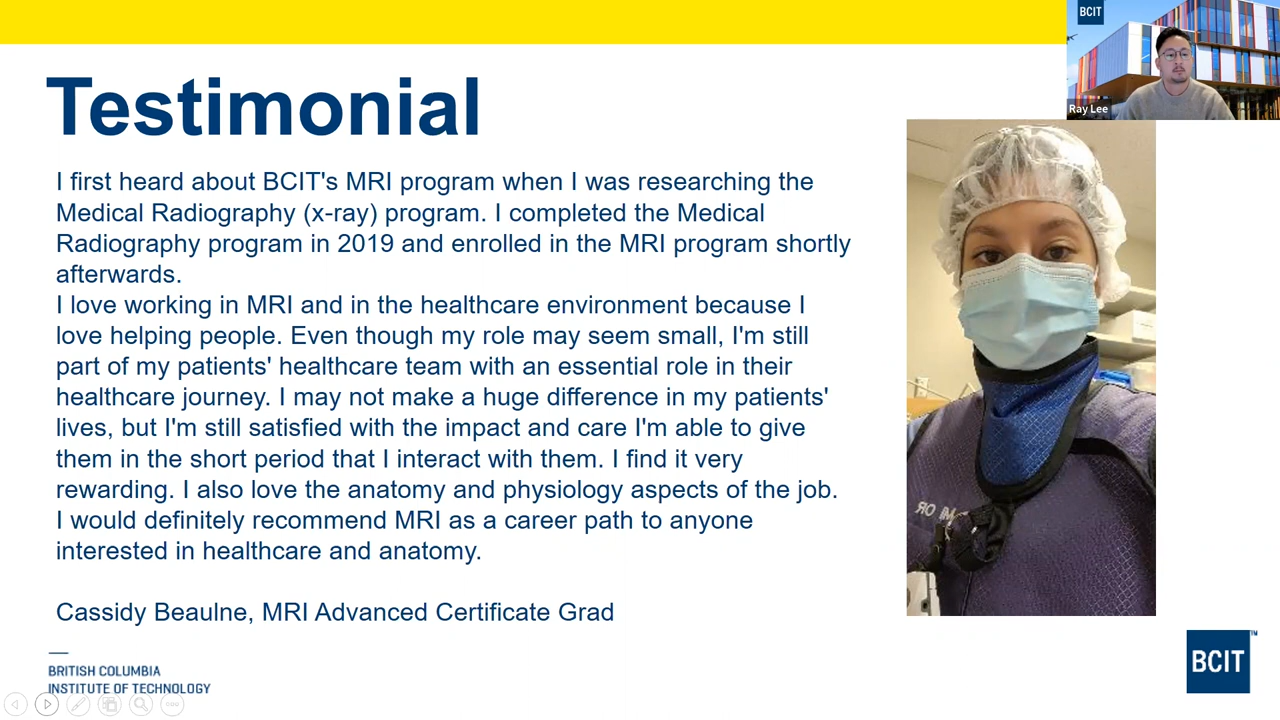 BCIT
Ray Lee
Testimonial
I first heard about BCIT's MRI program when I was researching the
Medical Radiography (x-ray) program. I completed the Medical
Radiography program in 2019 and enrolled in the MRI program shortly
afterwards.
I love working in MRI and in the healthcare environment because I
love helping people. Even though my role may seem small, I'm still
part of my patients' healthcare team with an essential role in their
healthcare journey. I may not make a huge difference in my patients'
lives, but I'm still satisfied with the impact and care I'm able to give
them in the short period that I interact with them. I find it very
rewarding. I also love the anatomy and physiology aspects of the job.
I would definitely recommend MRI as a career path to anyone
interested in healthcare and anatomy.
Cassidy Beaulne, MRI Advanced Certificate Grad
BRITISH COLUMBIA
INSTITUTE OF TECHNOLOGY
BCIT
TM